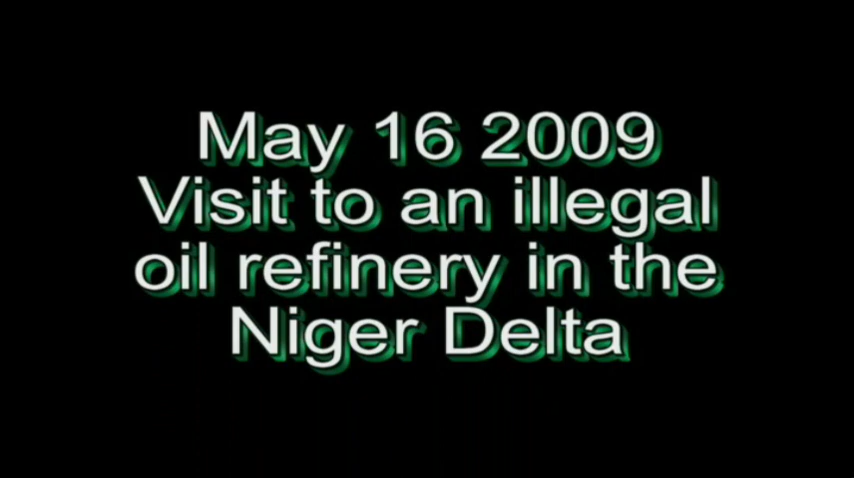 May 16 2009
Visit to an illegal
oil refinery in the
Niger Delta